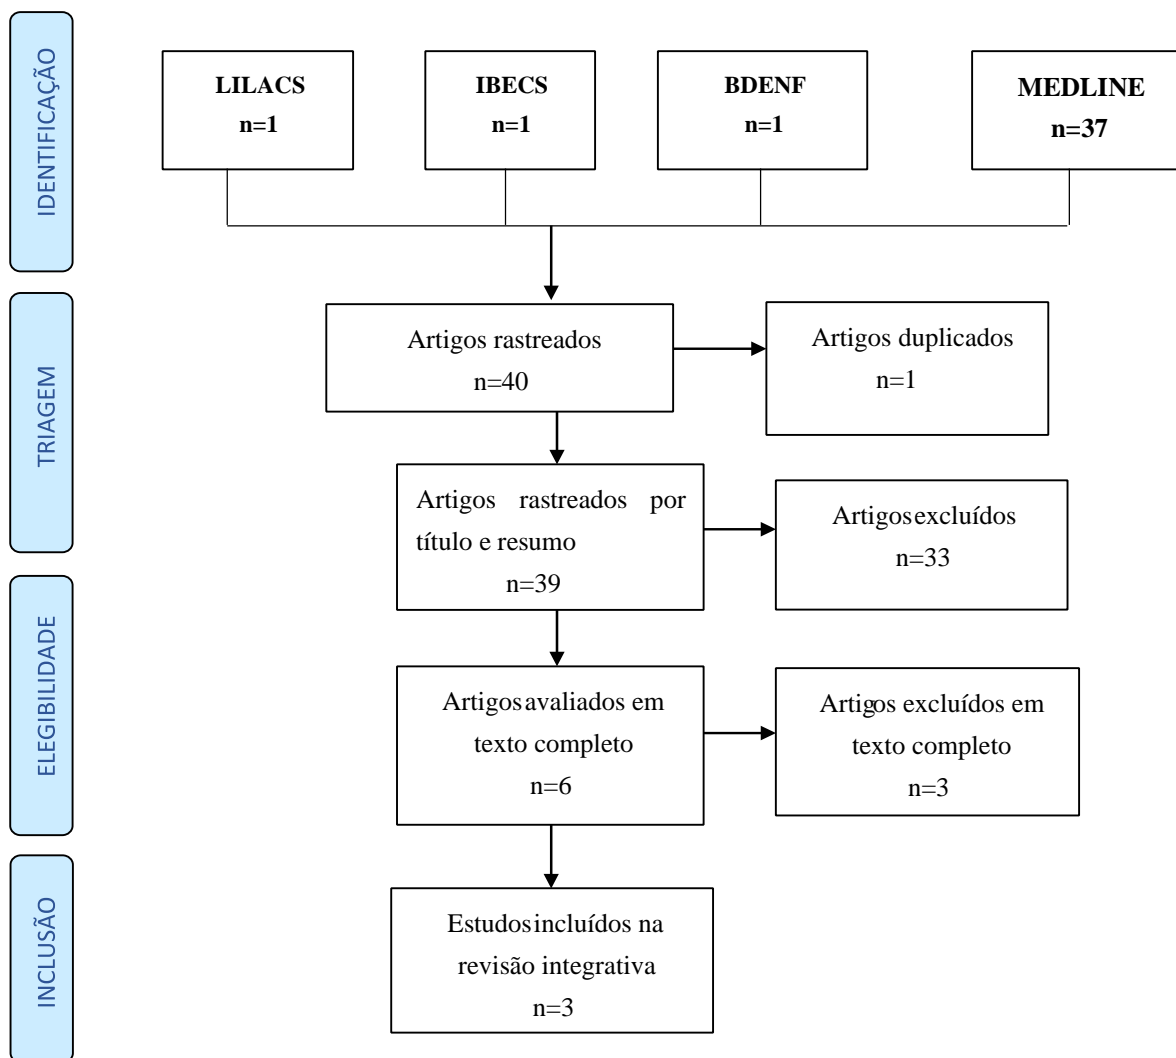 IDENTIFICAÇÃO
LILACS
n=1
IBECS
n=1
BDENF
n=1
MEDLINE
n=37
TRIAGEM
Artigos rastreados
n=40
Artigos duplicados
n=1
Artigos rastreados por
título e resumo
n=39
Artigos excluídos
n=33
ELEGIBILIDADE
Artigos avaliados em
texto completo
n=6
Artigos excluídos em
texto completo
n=3
INCLUSÃO
Estudos incluídos na
revisão integrativa
n=3